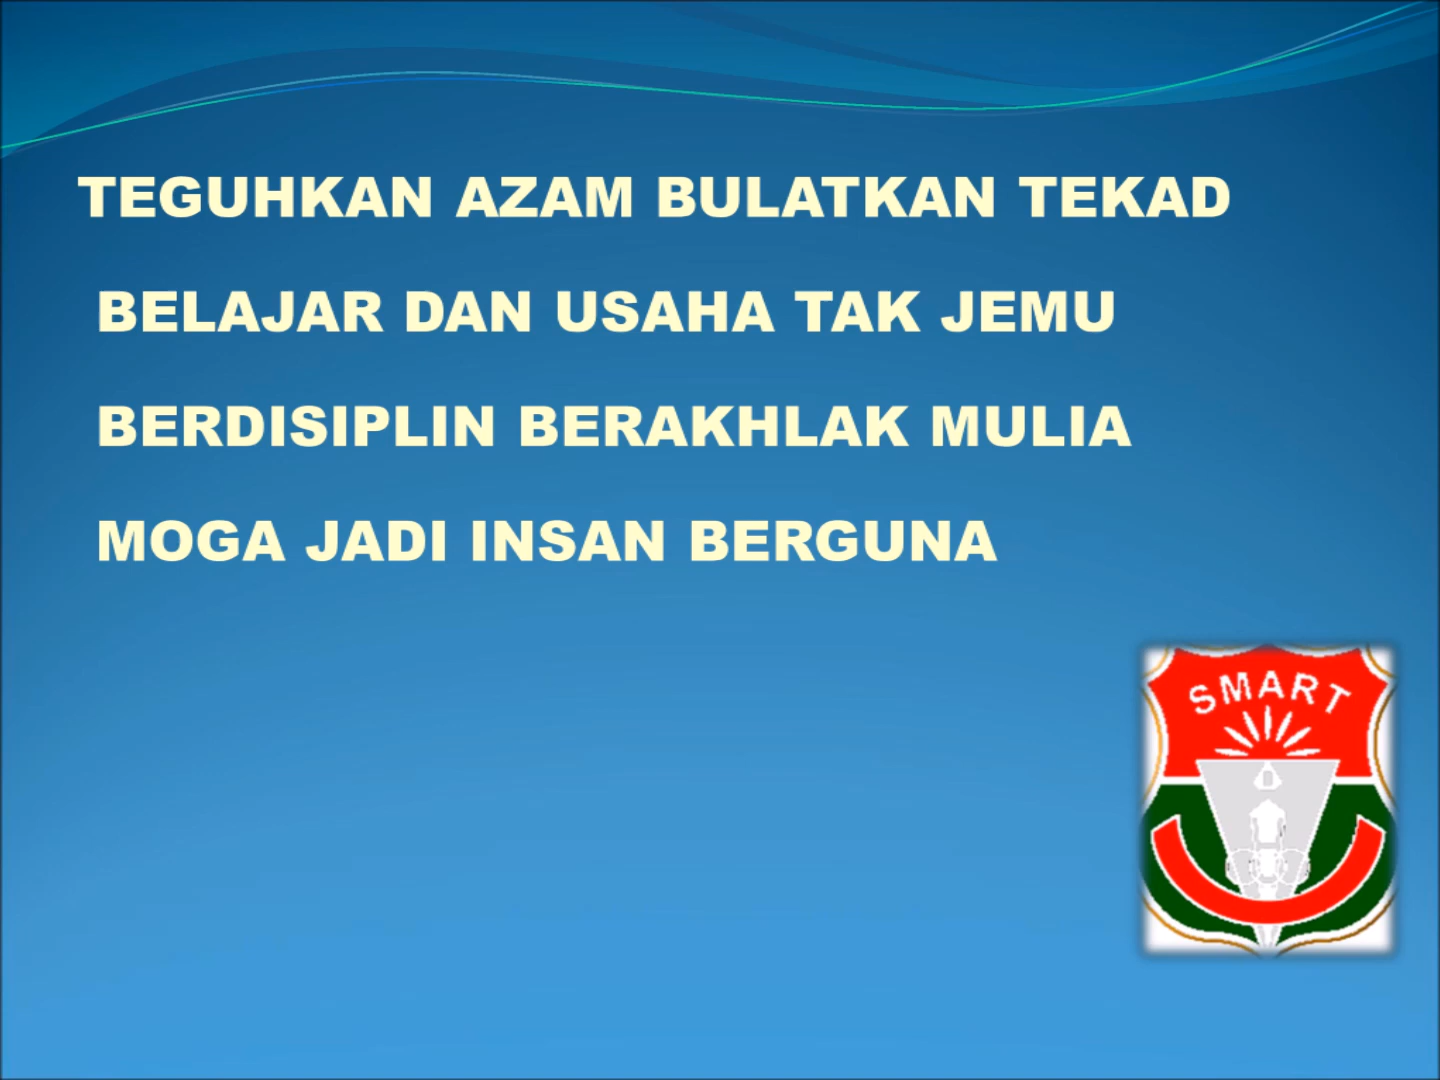 TEGUHKAN AZAM BULATKAN TEKAD
BELAJAR DAN USAHA TAK JEMU
BERDISIPLIN BERAKHLAK MULIA
MOGA JADI INSAN BERGUNA
SMART